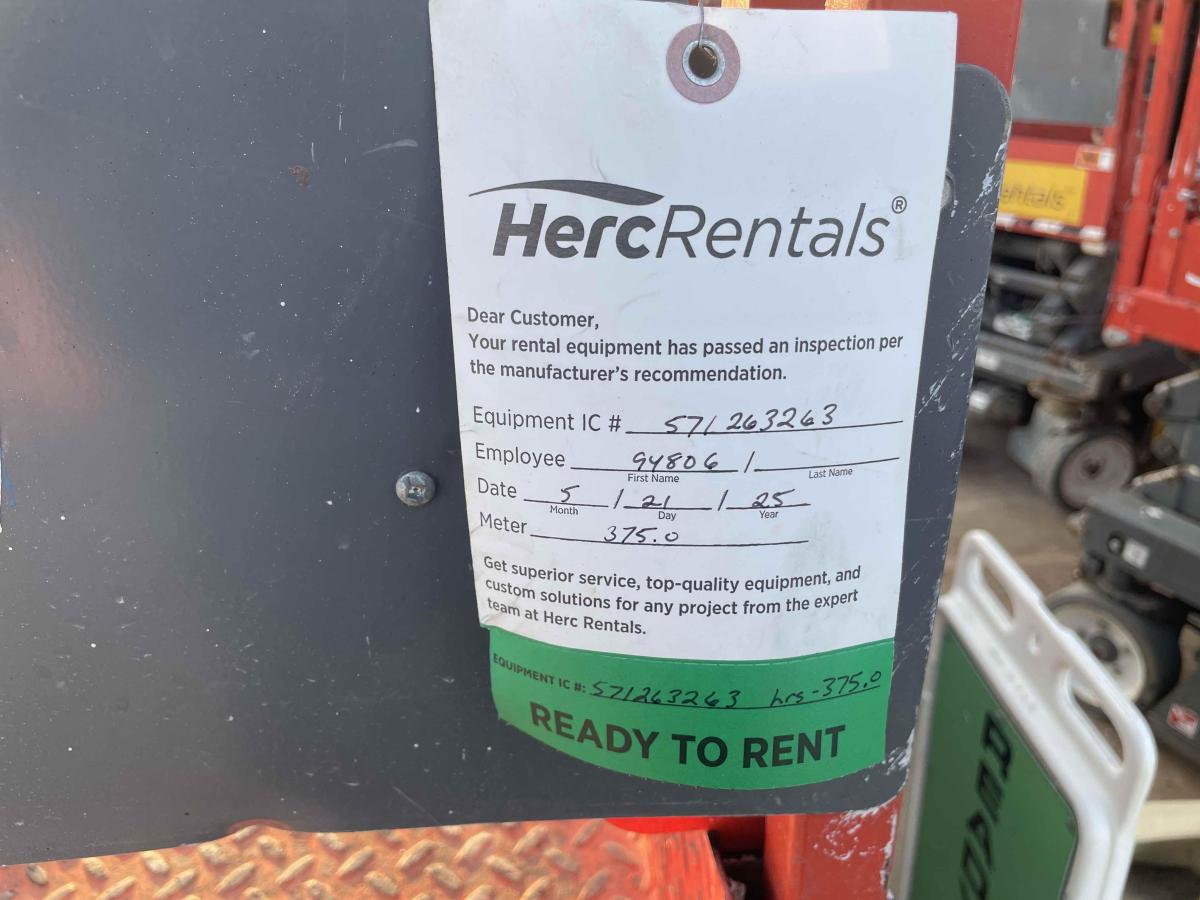 HercRentals®
Dear Customer,
Your rental equipment has passed an inspection per
the manufacturer's recommendation.
Equipment IC # 571263263
Employee 94806 /
First Name Last Name
Date 5 / 21 / 25
Month Day Year
Meter 375.0
Get superior service, top-quality equipment, and
custom solutions for any project from the expert
team at Herc Rentals.
EQUIPMENT IC #: 571263263 hrs-375.0
READY TO RENT
entals
READ